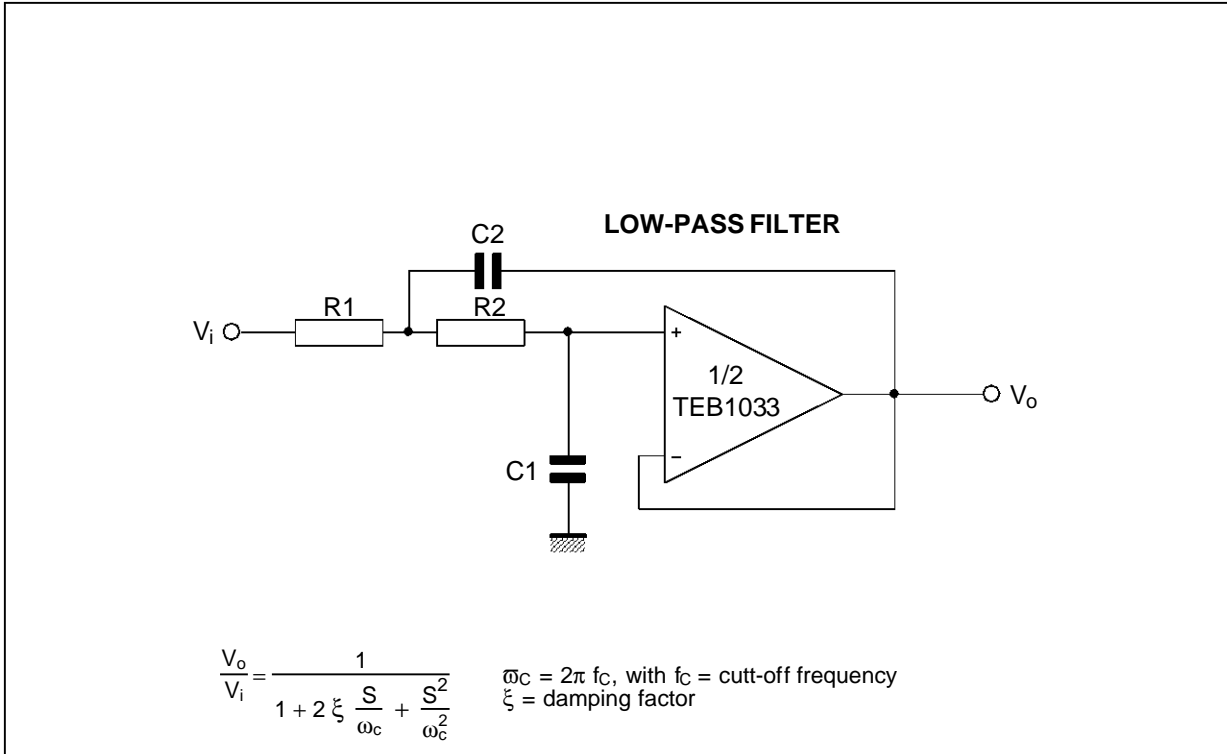 LOW-PASS FILTER
C2
R1
R2
Vi
+
1/2
TEB1033
Vo
−
C1
Vo
Vi
=
1
1 + 2 ξ S/ωc + S²/ωc²
ϖC = 2π fC, with fC = cutt-off frequency
ξ = damping factor